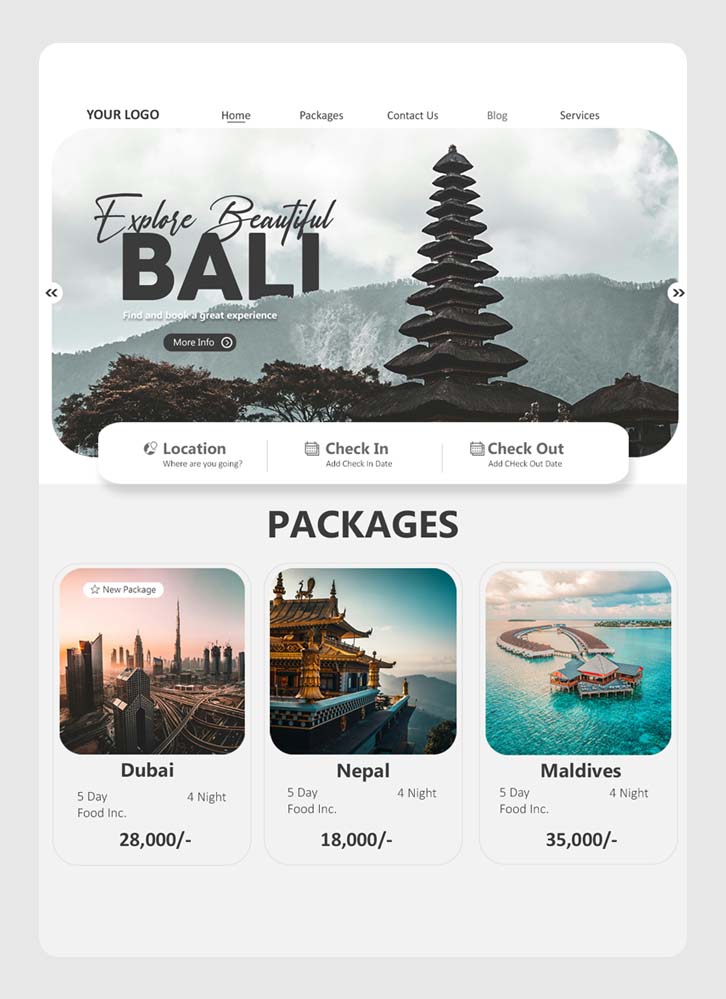 YOUR LOGO Home Packages Contact Us Blog Services
Explore Beautiful
BALI
Find and book a great experience
More Info
Location Check In Check Out
Where are you going? Add Check In Date Add CHeck Out Date
PACKAGES
New Package
Dubai
5 Day 4 Night
Food Inc.
28,000/-
Nepal
5 Day 4 Night
Food Inc.
18,000/-
Maldives
5 Day 4 Night
Food Inc.
35,000/-